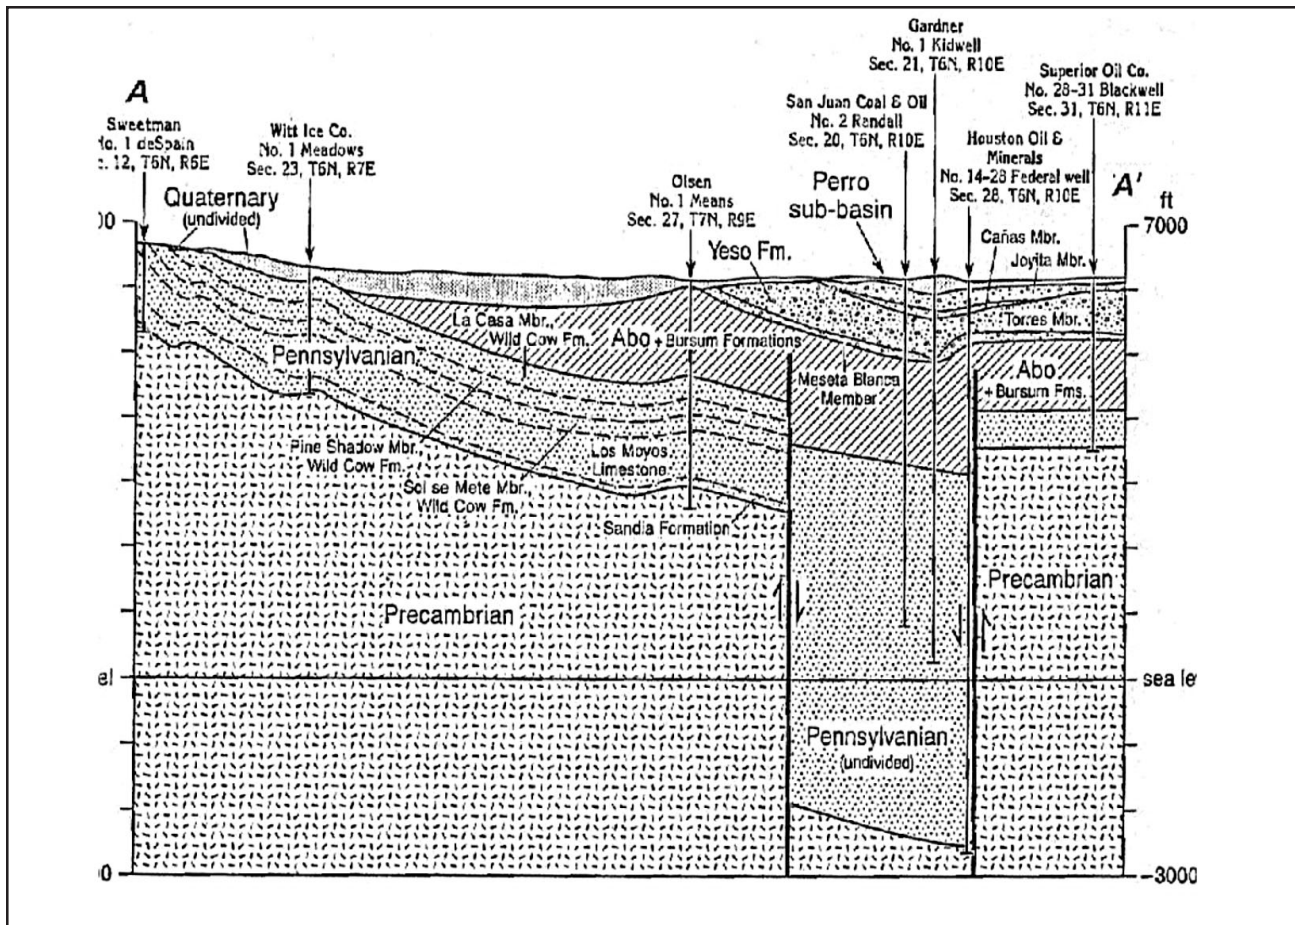 A
Sweetman
No. 1 deSpain
c. 12, T6N, R6E
Witt Ice Co.
No. 1 Meadows
Sec. 23, T6N, R7E
Quaternary
(undivided)
Olsen
No. 1 Means
Sec. 27, T7N, R9E
San Juan Coal & Oil
No. 2 Randall
Sec. 20, T6N, R10E
Gardner
No. 1 Kidwell
Sec. 21, T6N, R10E
Houston Oil &
Minerals
No. 14-28 Federal well
Sec. 28, T6N, R10E
Superior Oil Co.
No. 28-31 Blackwell
Sec. 31, T6N, R11E
A'
ft
7000
00
Perro
sub-basin
Yeso Fm.
Cañas Mbr.
Joyita Mbr.
Torres Mbr.
La Casa Mbr.,
Wild Cow Fm.
Abo + Bursum Formations
Pennsylvanian
Meseta Blanca
Member
Abo
+ Bursum Fms.
Pine Shadow Mbr.
Wild Cow Fm.
Sol se Mete Mbr.,
Wild Cow Fm.
Los Moyos
Limestone
Sandia Formation
Precambrian
Precambrian
el
sea le
Pennsylvanian
(undivided)
0
-3000